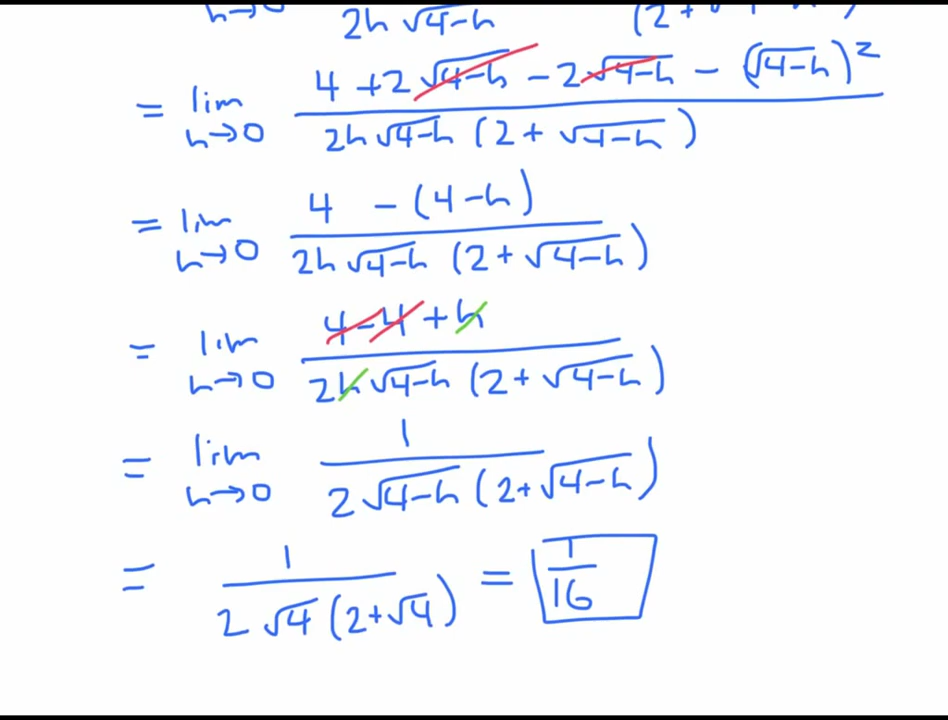 h→0 2h √4-h (2 +
= lim h→0 4 + 2 √4-h - 2 √4-h - (√4-h)² / 2h √4-h (2 + √4-h)
= lim h→0 4 - (4-h) / 2h √4-h (2 + √4-h)
= lim h→0 4-4 + h / 2h √4-h (2 + √4-h)
= lim h→0 1 / 2 √4-h (2 + √4-h)
= 1 / 2 √4 (2 + √4) = 1 / 16